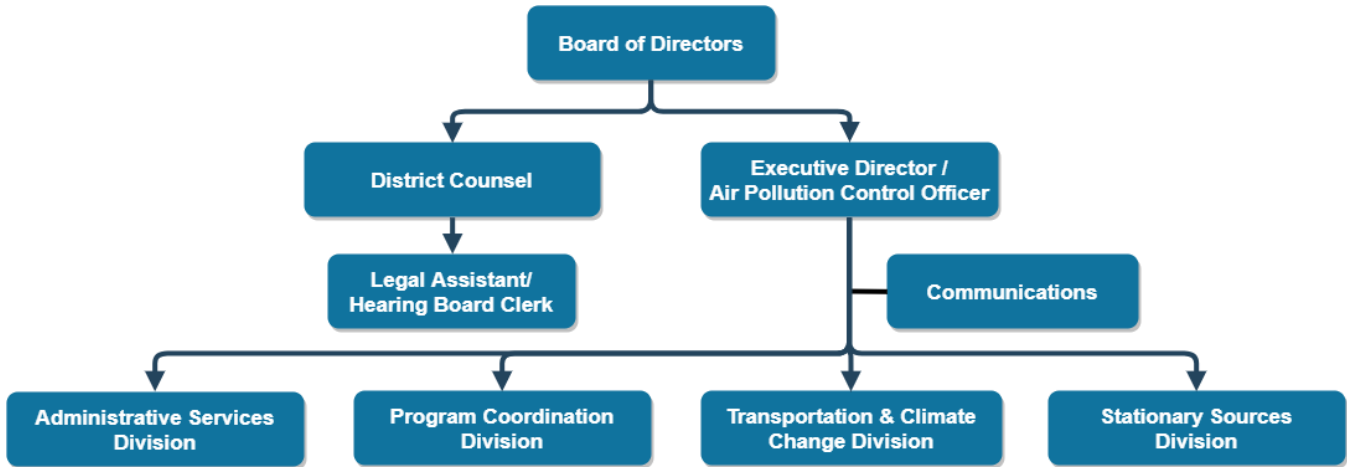 Board of Directors
District Counsel
Executive Director /
Air Pollution Control Officer
Legal Assistant/
Hearing Board Clerk
Communications
Administrative Services
Division
Program Coordination
Division
Transportation & Climate
Change Division
Stationary Sources
Division